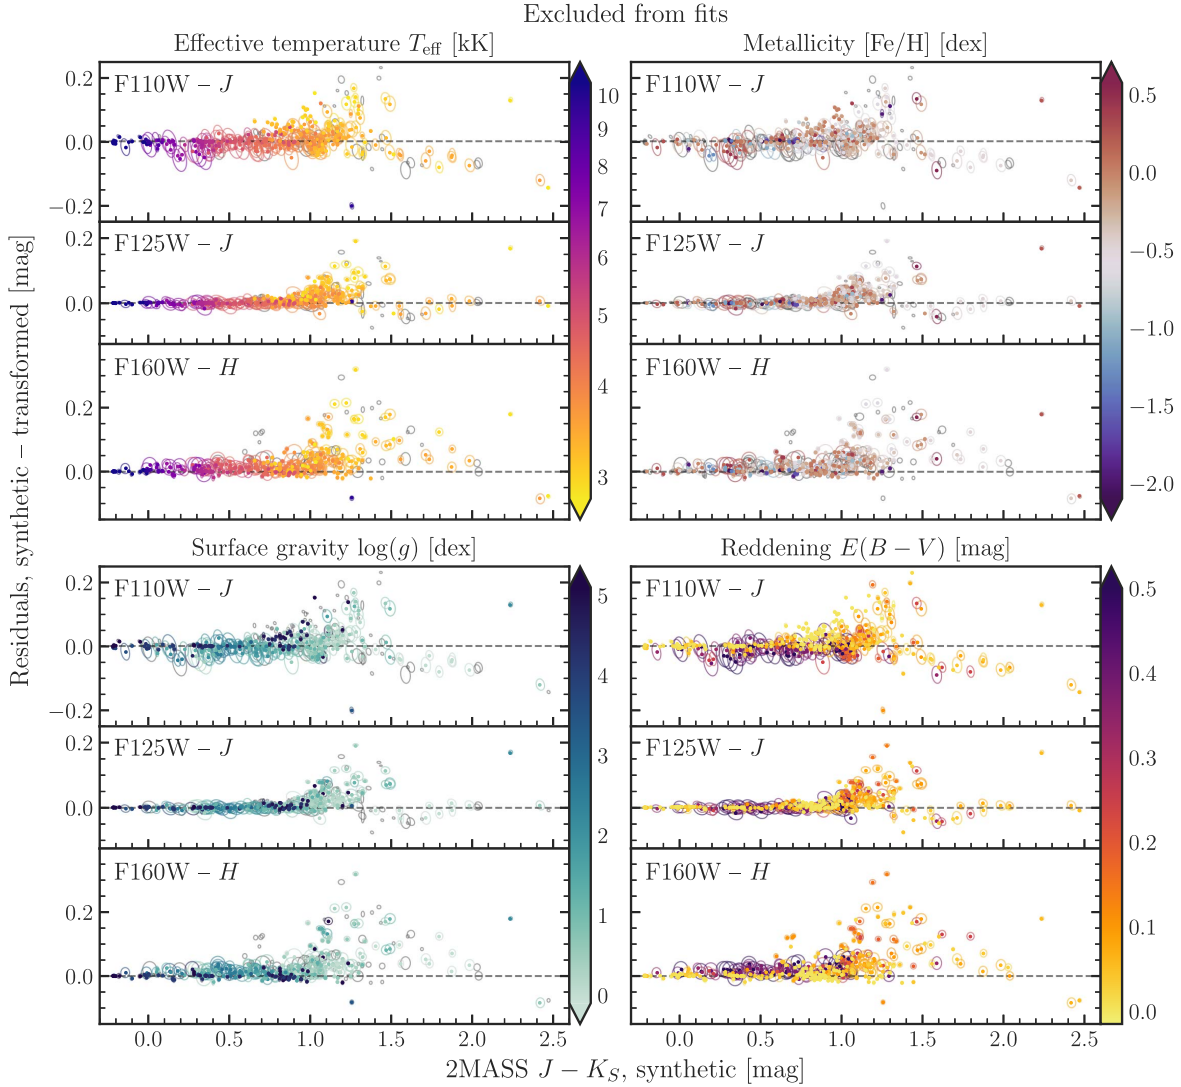 Excluded from fits
Effective temperature T_eff [kK]
Metallicity [Fe/H] [dex]
F110W – J
F125W – J
F160W – H
0.2
0.0
−0.2
0.2
0.0
0.2
0.0
10
9
8
7
6
5
4
3
F110W – J
F125W – J
F160W – H
0.5
0.0
−0.5
−1.0
−1.5
−2.0
Residuals, synthetic − transformed [mag]
Surface gravity log(g) [dex]
Reddening E(B − V) [mag]
F110W – J
F125W – J
F160W – H
0.2
0.0
−0.2
0.2
0.0
0.2
0.0
5
4
3
2
1
0
F110W – J
F125W – J
F160W – H
0.5
0.4
0.3
0.2
0.1
0.0
0.0 0.5 1.0 1.5 2.0 2.5
0.0 0.5 1.0 1.5 2.0 2.5
2MASS J − K_S, synthetic [mag]